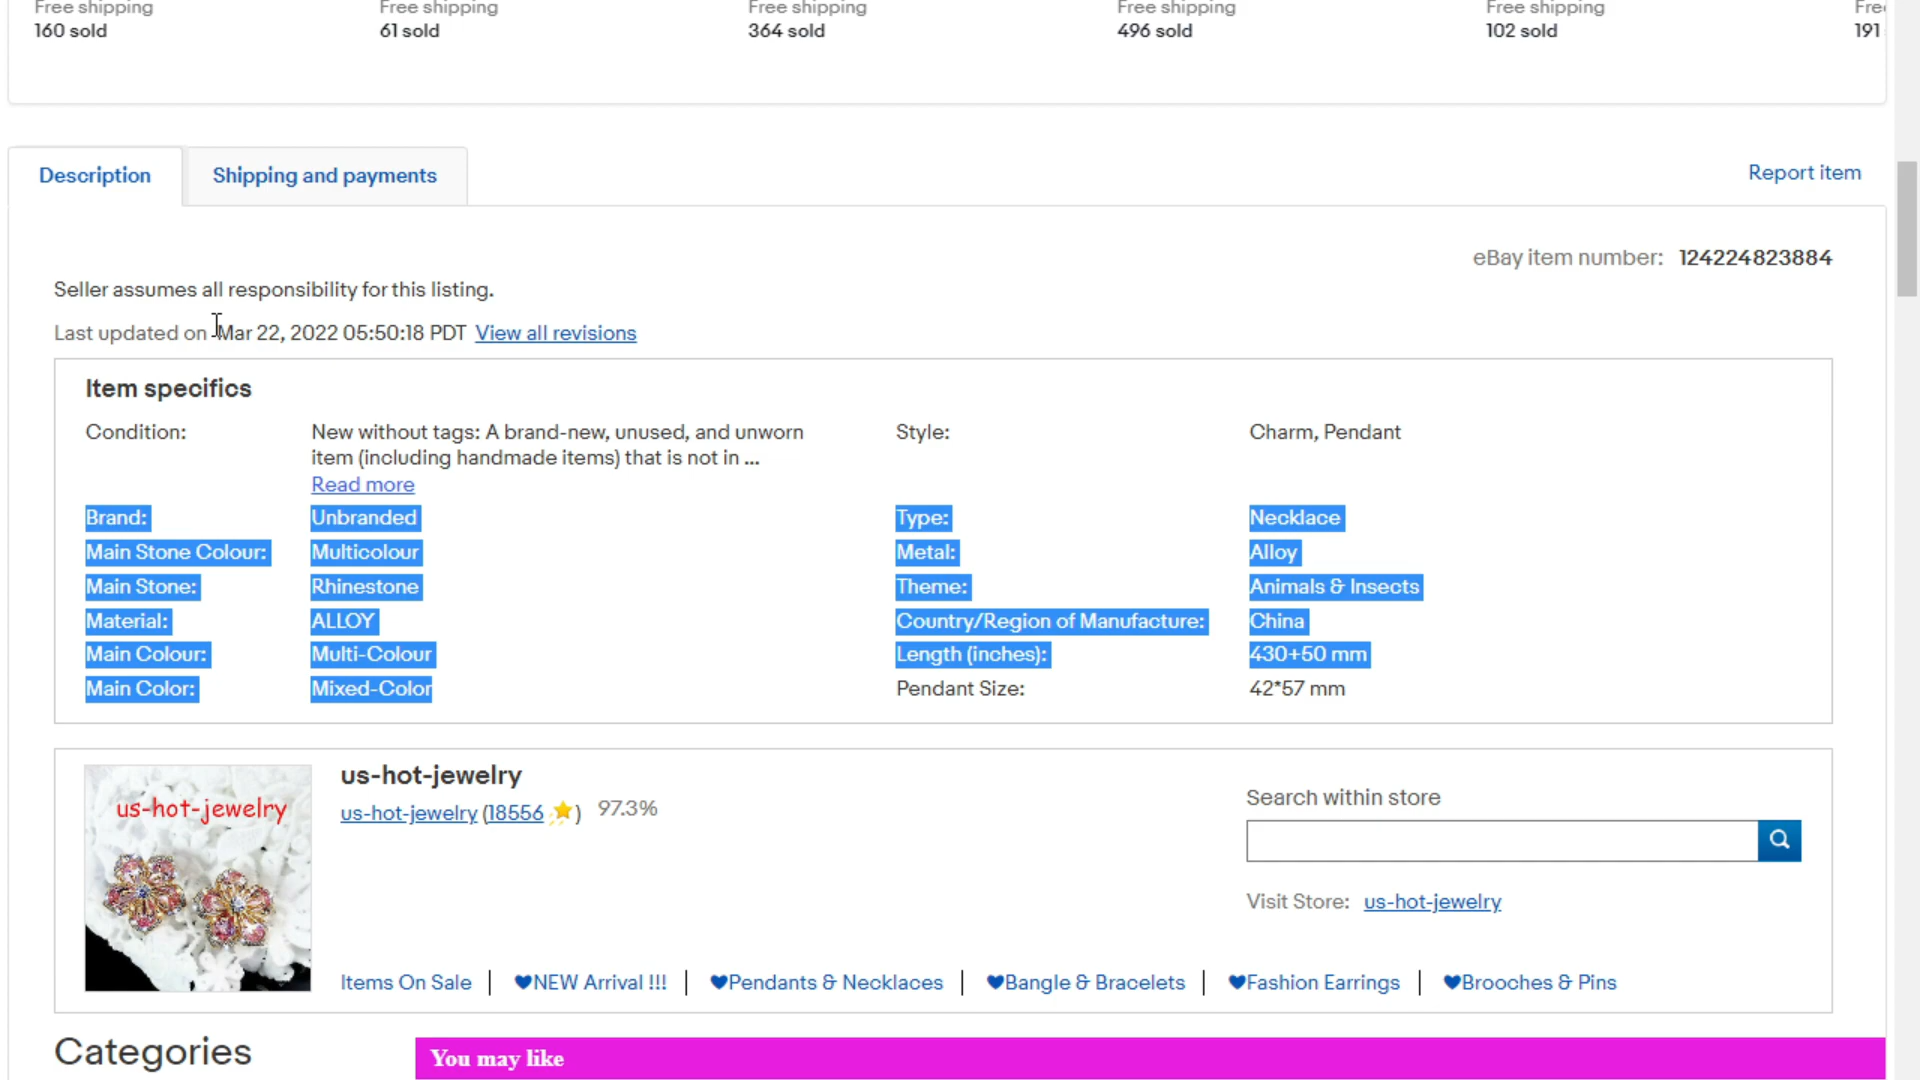 Free shipping Free shipping Free shipping Free shipping Free shipping Fre
160 sold 61 sold 364 sold 496 sold 102 sold 191
Description Shipping and payments Report item
eBay item number: 124224823884
Seller assumes all responsibility for this listing.
Last updated on Mar 22, 2022 05:50:18 PDT View all revisions
Item specifics
Condition: New without tags: A brand-new, unused, and unworn Style: Charm, Pendant
item (including handmade items) that is not in ...
Read more
Brand: Unbranded Type: Necklace
Main Stone Colour: Multicolour Metal: Alloy
Main Stone: Rhinestone Theme: Animals & Insects
Material: ALLOY Country/Region of Manufacture: China
Main Colour: Multi-Colour Length (inches): 430+50 mm
Main Color: Mixed-Color Pendant Size: 42*57 mm
us-hot-jewelry
us-hot-jewelry
us-hot-jewelry (18556 ) 97.3%
Search within store
Visit Store: us-hot-jewelry
Items On Sale | ♥NEW Arrival !!! | ♥Pendants & Necklaces | ♥Bangle & Bracelets | ♥Fashion Earrings | ♥Brooches & Pins
Categories You may like